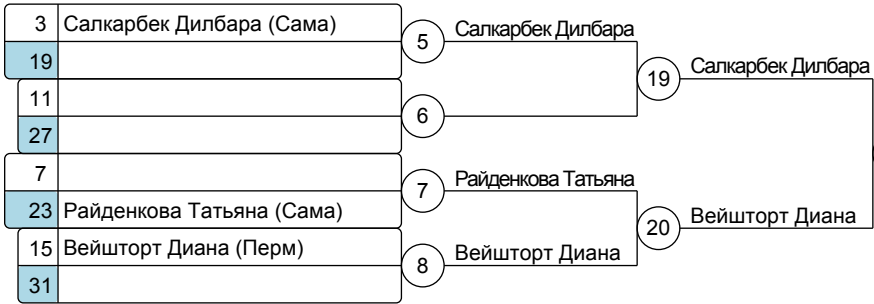 3 Салкарбек Дилбара (Сама)
19
11
27
7
23 Райденкова Татьяна (Сама)
15 Вейшторт Диана (Перм)
31
5 Салкарбек Дилбара
6
7 Райденкова Татьяна
8 Вейшторт Диана
19 Салкарбек Дилбара
20 Вейшторт Диана